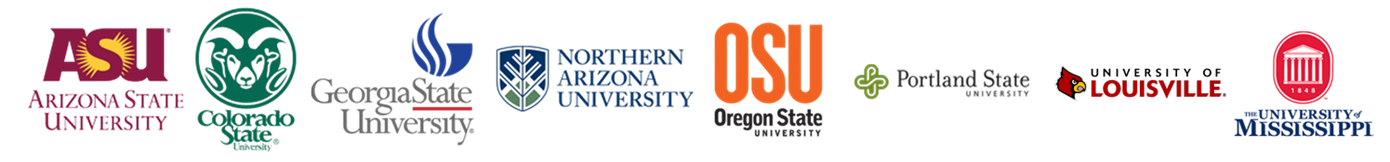 ASU
ARIZONA STATE
UNIVERSITY
Colorado
State
University
GeorgiaState
University
NORTHERN
ARIZONA
UNIVERSITY
OSU
Oregon State
UNIVERSITY
Portland State
UNIVERSITY
UNIVERSITY OF
LOUISVILLE.
1848
THE UNIVERSITY of
MISSISSIPPI